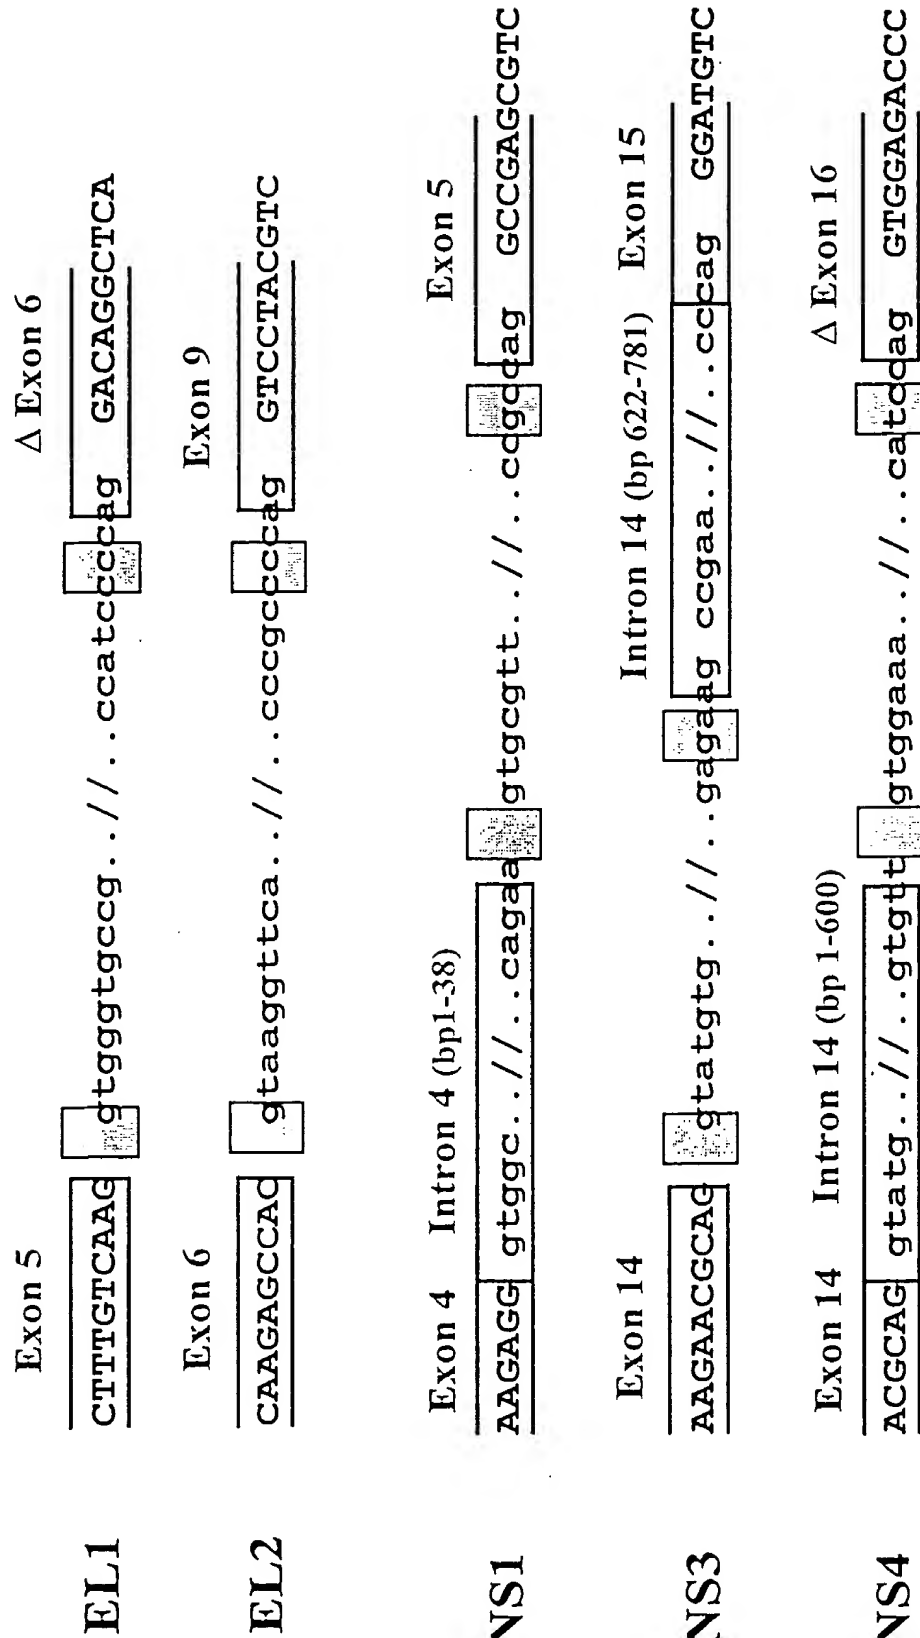 EL1
Exon 5 Δ Exon 6
CTTTGTCAAG gtgggtgccg..//..ccatccccag GACAGGCTCA
EL2
Exon 6 Exon 9
CAAGAGCCAC gtaaggttca..//..cccgccccag GTCCTACGTC
NS1
Exon 4 Intron 4 (bp1-38) Exon 5
AAGAGG gtggc..//..cagaa gtgcgtt..//..ccgccag GCCGAGCGTC
NS3
Exon 14 Intron 14 (bp 622-781) Exon 15
AAGAACGCAG gtatgtg..//...gagaag ccgaa..//..cccag GGATGTC
NS4
Exon 14 Intron 14 (bp 1-600) Δ Exon 16
ACGCAG gtatg..//...gtgtt gtggaaa..//..catccag GTGGAGACCC